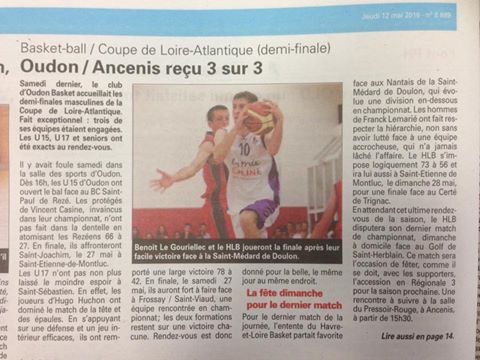 Jeudi 12 mai 2016 - n° 3 889
Basket-ball / Coupe de Loire-Atlantique (demi-finale)
Oudon / Ancenis reçu 3 sur 3
Samedi dernier, le club
d'Oudon Basket accueillait les
demi-finales masculines de la
Coupe de Loire-Atlantique.
Fait exceptionnel : trois de
ses équipes étaient engagées.
Les U15, U17 et seniors ont
été exacts au rendez-vous.
Il y avait foule samedi dans
la salle des sports d'Oudon.
Dès 16h, les U15 d'Oudon ont
ouvert le bal face au BC Saint-
Paul de Rezé. Les protégés
de Vincent Casine, invaincus
dans leur championnat, n'ont
pas fait dans la dentelle en
atomisant les Rezéens 66 à
27. En finale, ils affronteront
Saint-Joachim, le 27 mai à
Saint-Etienne-de-Montluc.
Les U17 n'ont pas non plus
laissé le moindre espoir à
Saint-Sébastien. En effet, les
joueurs d'Hugo Huchon ont
dominé le match de la tête et
des épaules. En s'appuyant
sur une défense et un jeu in-
térieur efficaces, ils ont rem-
Benoit Le Gouriellec et le HLB joueront la finale après leur
facile victoire face à la Saint-Médard de Doulon.
porté une large victoire 78 à
42. En finale, le samedi 27
mai, ils auront fort à faire à
Frossay / Saint-Viaud, une
équipe rencontrée en cham-
pionnat; les deux formations
restent sur une victoire cha-
cune. Rendez-vous est donc
donné pour la belle, le même
jour au même endroit.
La fête dimanche
pour le dernier match
Pour le dernier match de la
journée, l'entente du Havre-
et-Loire Basket partait favorite
face aux Nantais de la Saint-
Médard de Doulon, qui évo-
lue une division en-dessous
en championnat. Les hommes
de Franck Lemarié ont fait res-
pecter la hiérarchie, non sans
avoir lutté face à une équipe
accrocheuse, qui n'a jamais
lâché l'affaire. Le HLB s'im-
pose logiquement 73 à 56 et
ira lui aussi à Saint-Etienne de
Montluc, le dimanche 28 mai,
pour une finale face au Certé
de Trignac.
En attendant cet ultime rendez-
vous de la saison, le HLB
disputera son dernier match
de championnat, dimanche
à domicile face au Golf de
Saint-Herblain. Ce match sera
l'occasion de fêter, comme il
se doit, avec les supporters,
l'accession en Régionale 3
pour la saison prochaine. Une
rencontre à suivre à la salle
du Pressoir-Rouge, à Ancenis,
à partir de 15h30.
Lire aussi en page 14.